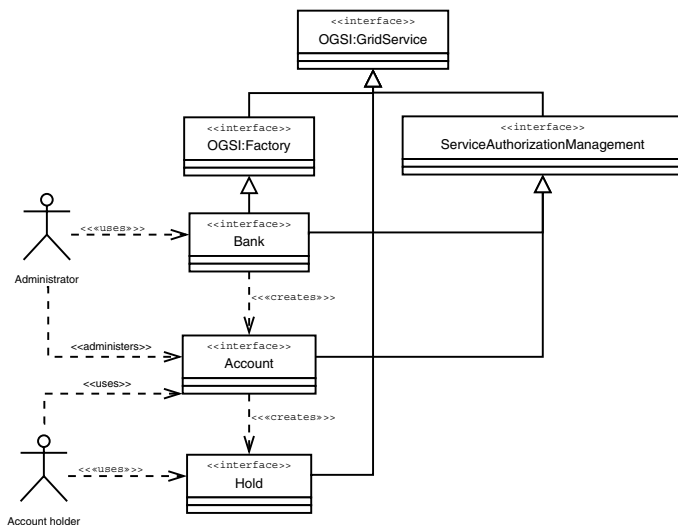 <<interface>>
OGSI:GridService
<<interface>>
OGSI:Factory
<<interface>>
ServiceAuthorizationManagement
<<«uses»>>
<<interface>>
Bank
Administrator
<<«creates»>>
<<administers>>
<<interface>>
Account
<<uses>>
<<«creates»>>
<<«uses»>>
<<interface>>
Hold
Account holder